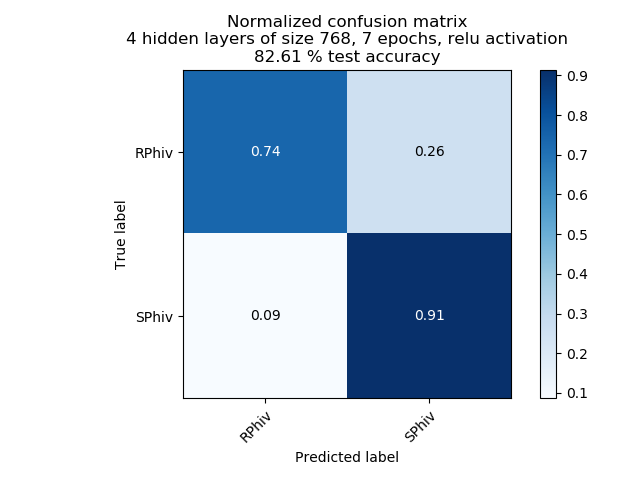 Normalized confusion matrix
4 hidden layers of size 768, 7 epochs, relu activation
82.61 % test accuracy
True label
RPhiv
0.74
0.26
SPhiv
0.09
0.91
RPhiv
SPhiv
Predicted label
0.9
0.8
0.7
0.6
0.5
0.4
0.3
0.2
0.1